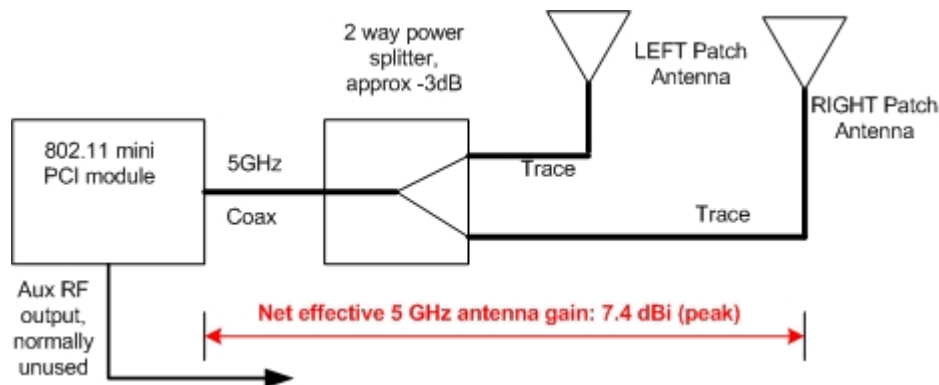 2 way power
splitter,
approx -3dB
LEFT Patch
Antenna
RIGHT Patch
Antenna
802.11 mini
PCI module
5GHz
Coax
Trace
Trace
Aux RF
output,
normally
unused
Net effective 5 GHz antenna gain: 7.4 dBi (peak)